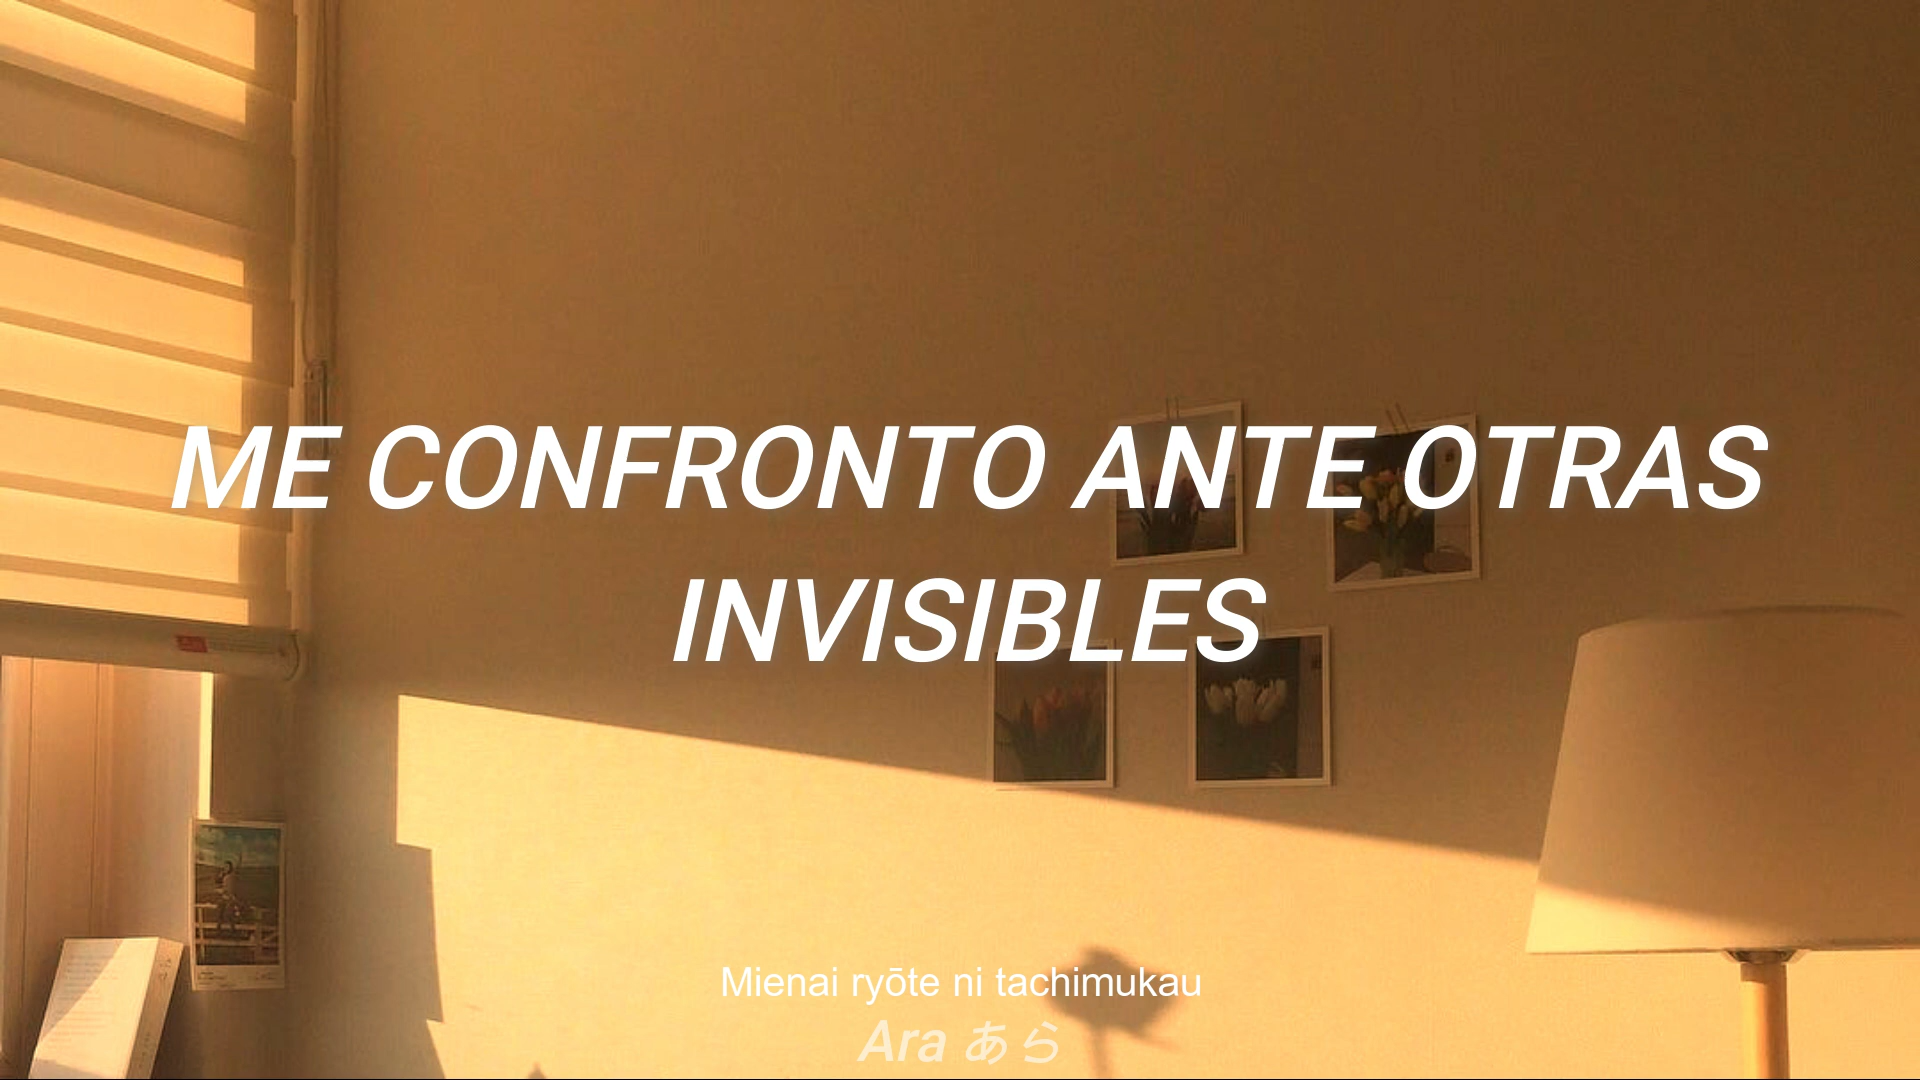 ME CONFRONTO ANTE OTRAS
INVISIBLES
Mienai ryōte ni tachimukau
Ara あら